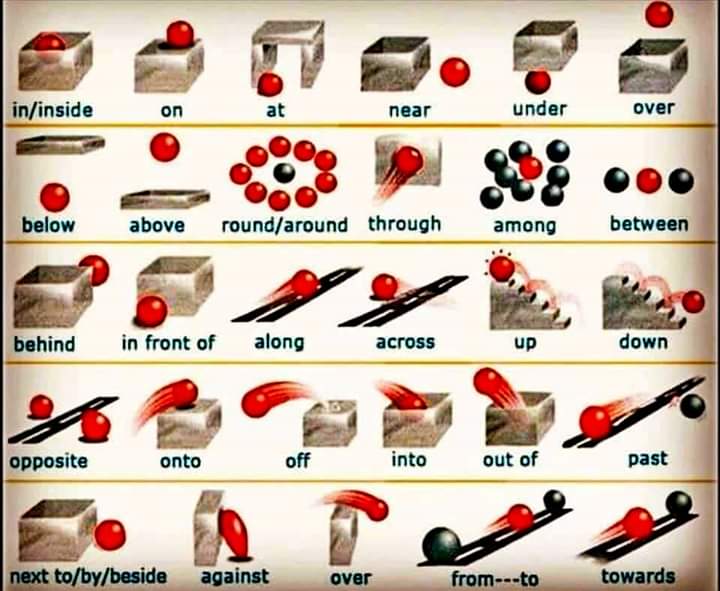 in/inside on at near under over
below above round/around through among between
behind in front of along across up down
opposite onto off into out of past
next to/by/beside against over from---to towards